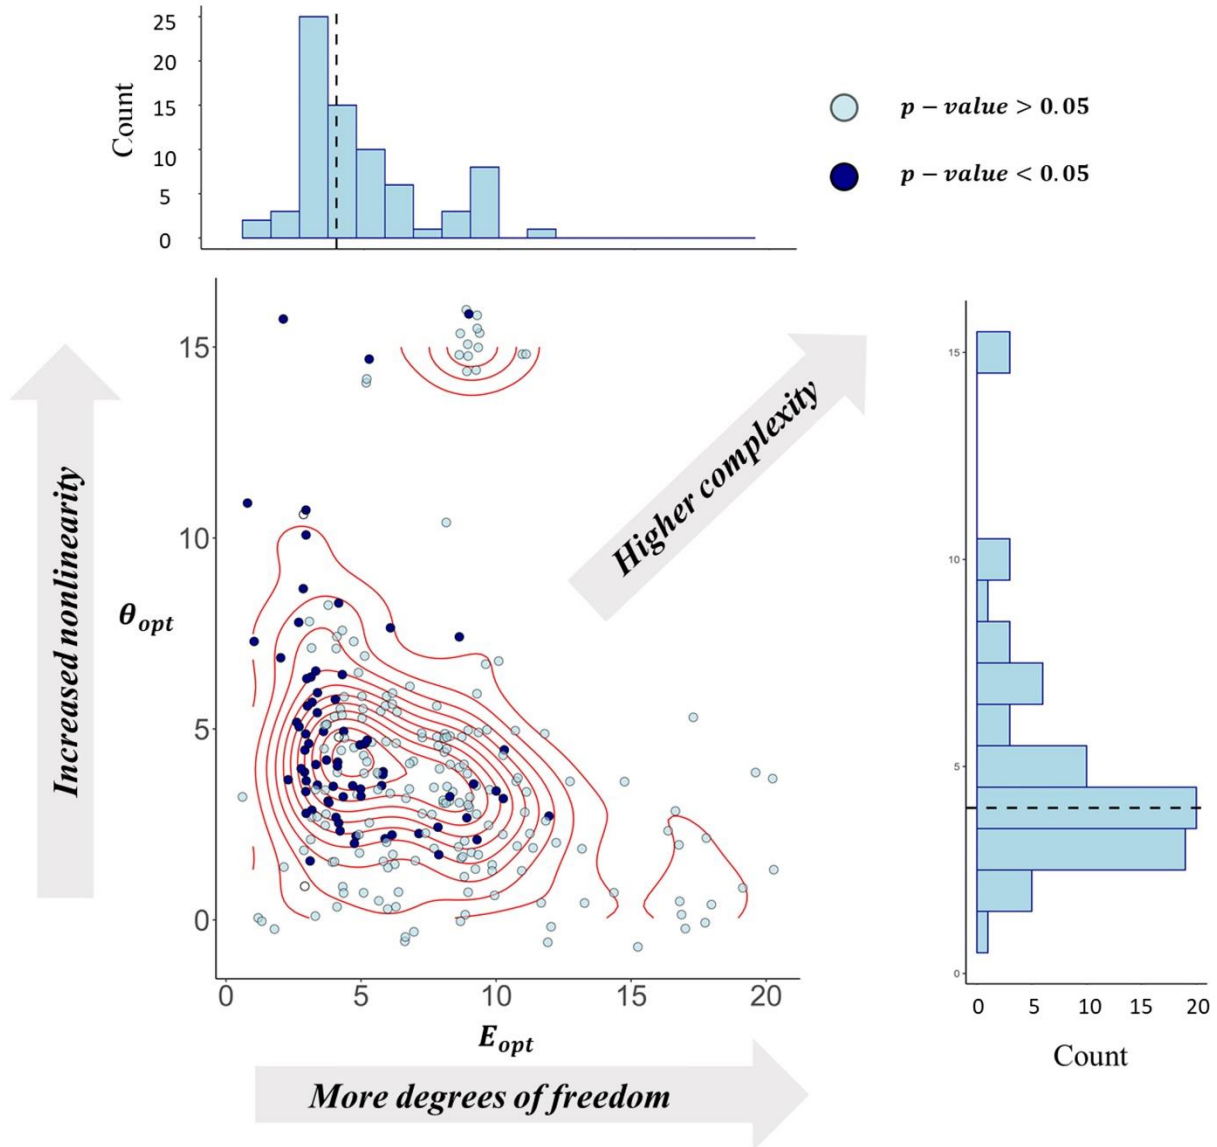 25
20
15
10
5
0
Count
p − value > 0.05
p − value < 0.05
Increased nonlinearity
θopt
15
10
5
0
0 5 10 15 20
Eopt
More degrees of freedom
Higher complexity
15
10
5
0
0 5 10 15 20
Count